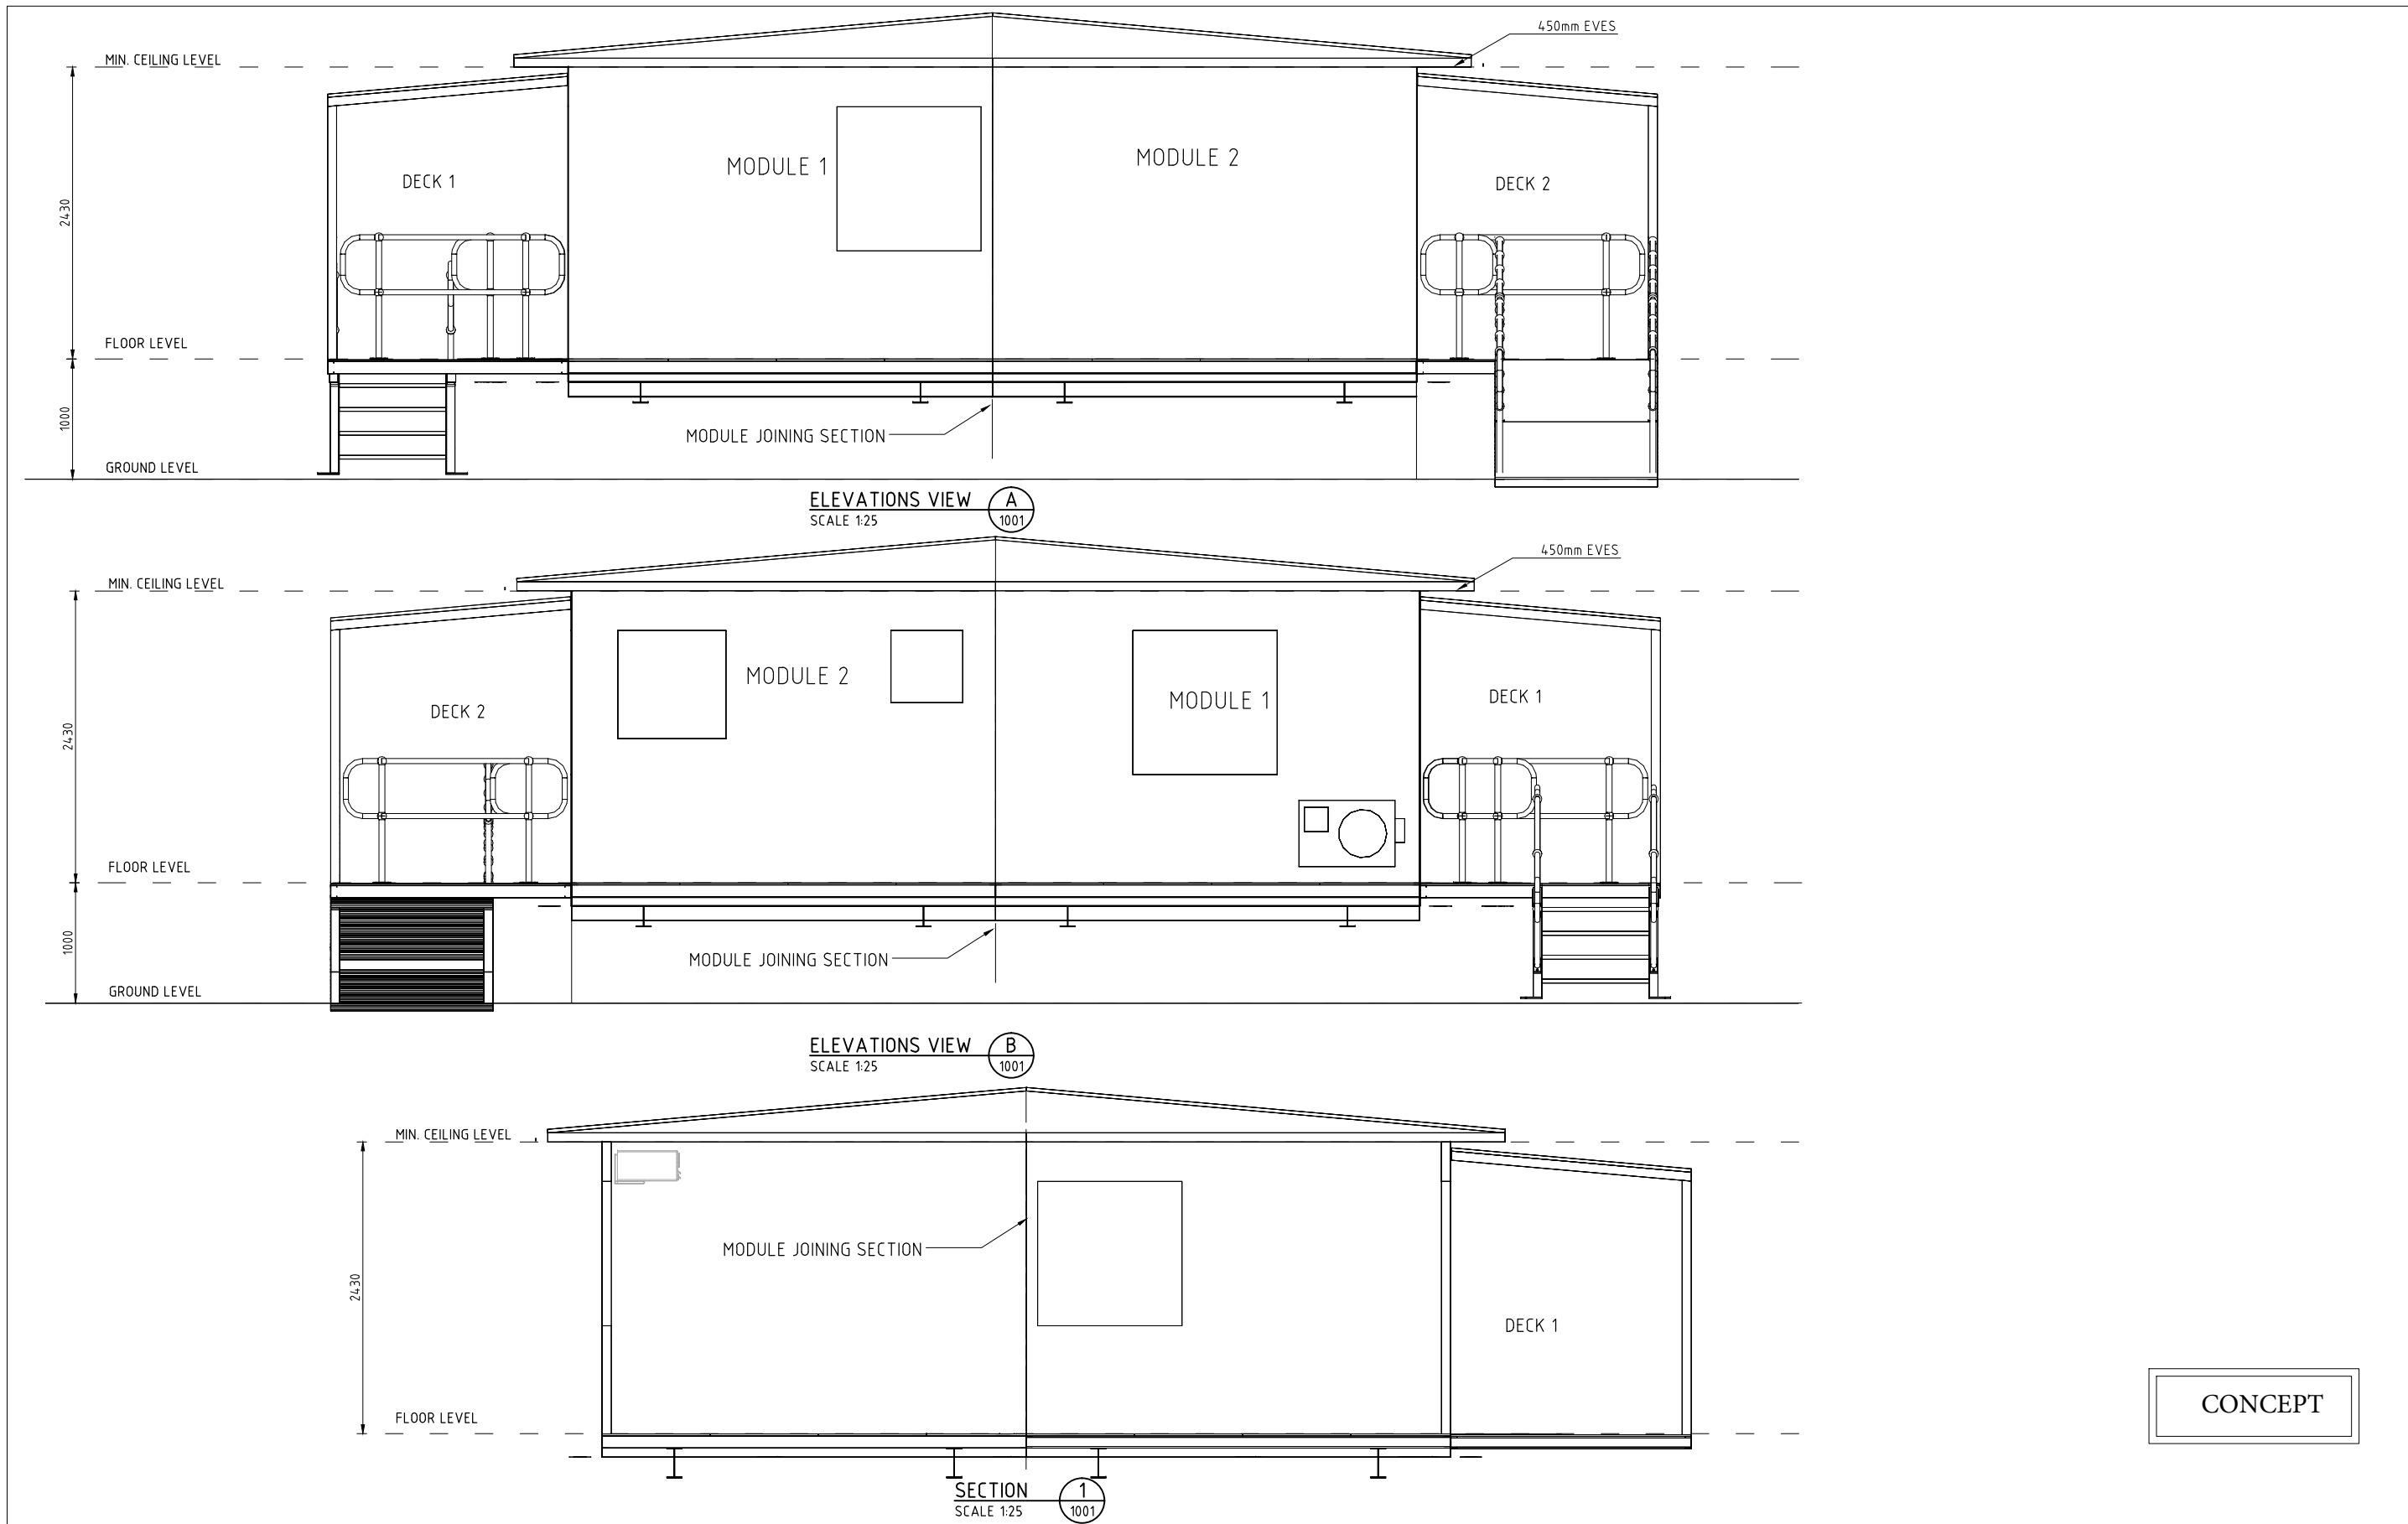 450mm EVES
MIN. CEILING LEVEL
MODULE 1
MODULE 2
DECK 1
DECK 2
2430
FLOOR LEVEL
1000
MODULE JOINING SECTION
GROUND LEVEL
ELEVATIONS VIEW A
SCALE 1:25 1001
450mm EVES
MIN. CEILING LEVEL
MODULE 2
MODULE 1
DECK 2
DECK 1
2430
FLOOR LEVEL
1000
MODULE JOINING SECTION
GROUND LEVEL
ELEVATIONS VIEW B
SCALE 1:25 1001
MIN. CEILING LEVEL
MODULE JOINING SECTION
2430
DECK 1
FLOOR LEVEL
CONCEPT
SECTION 1
SCALE 1:25 1001